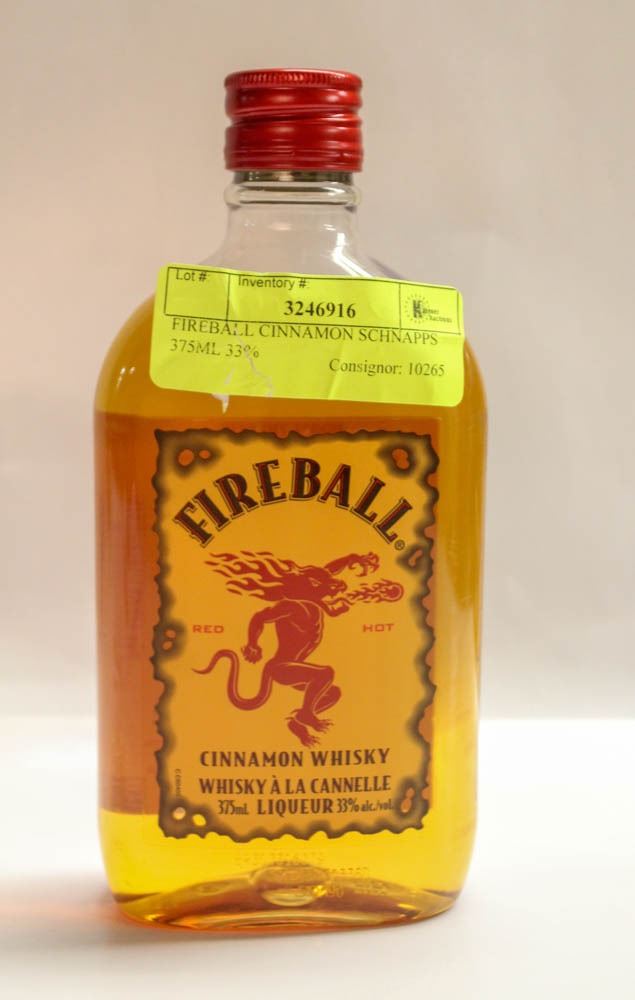 Lot #:
Inventory #:
3246916
FIREBALL CINNAMON SCHNAPPS
375ML 33%
Consignor: 10265
FIREBALL®
RED HOT
CINNAMON WHISKY
WHISKY À LA CANNELLE
375mL LIQUEUR 33% alc./vol.